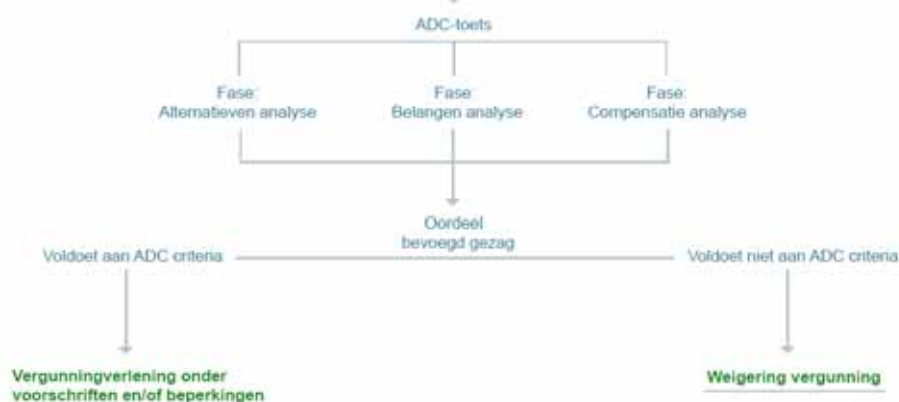 ADC-toets
Fase:
Alternatieven analyse
Fase:
Belangen analyse
Fase:
Compensatie analyse
Oordeel
bevoegd gezag
Voldoet aan ADC criteria
Voldoet niet aan ADC criteria
Vergunningverlening onder
voorschriften en/of beperkingen
Weigering vergunning